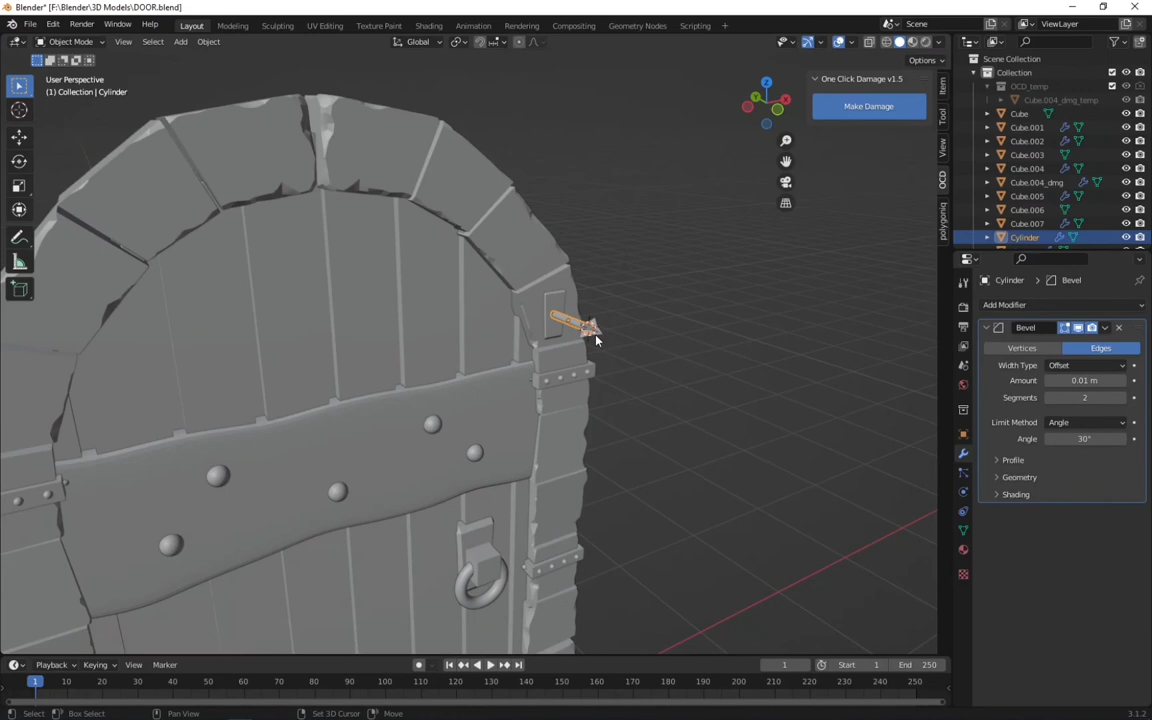 Blender* [F:\Blender\3D Models\DOOR.blend]
File Edit Render Window Help Layout Modeling Sculpting UV Editing Texture Paint Shading Animation Rendering Compositing Geometry Nodes Scripting + Scene ViewLayer
Object Mode View Select Add Object Global
Options
User Perspective
(1) Collection | Cylinder
Z
Y
X
One Click Damage v1.5
Make Damage
Item
Tool
View
OCD
polygoniq
Scene Collection
Collection
OCD_temp
Cube.004_dmg_temp
Cube
Cube.001
Cube.002
Cube.003
Cube.004
Cube.004_dmg
Cube.005
Cube.006
Cube.007
Cylinder
Cylinder > Bevel
Add Modifier
Bevel
Vertices Edges
Width Type Offset
Amount 0.01 m
Segments 2
Limit Method Angle
Angle 30°
Profile
Geometry
Shading
Playback Keying View Marker 1 Start 1 End 250
1 10 20 30 40 50 60 70 80 90 100 110 120 130 140 150 160 170 180 190 200 210 220 230 240 250
Select Box Select Pan View Set 3D Cursor Move 3.1.2